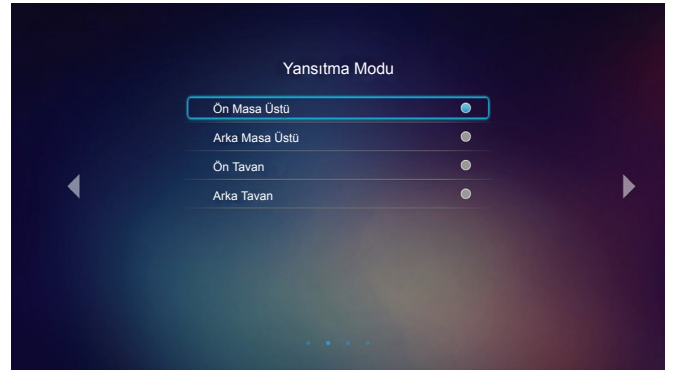 Yansıtma Modu
Ön Masa Üstü
Arka Masa Üstü
Ön Tavan
Arka Tavan